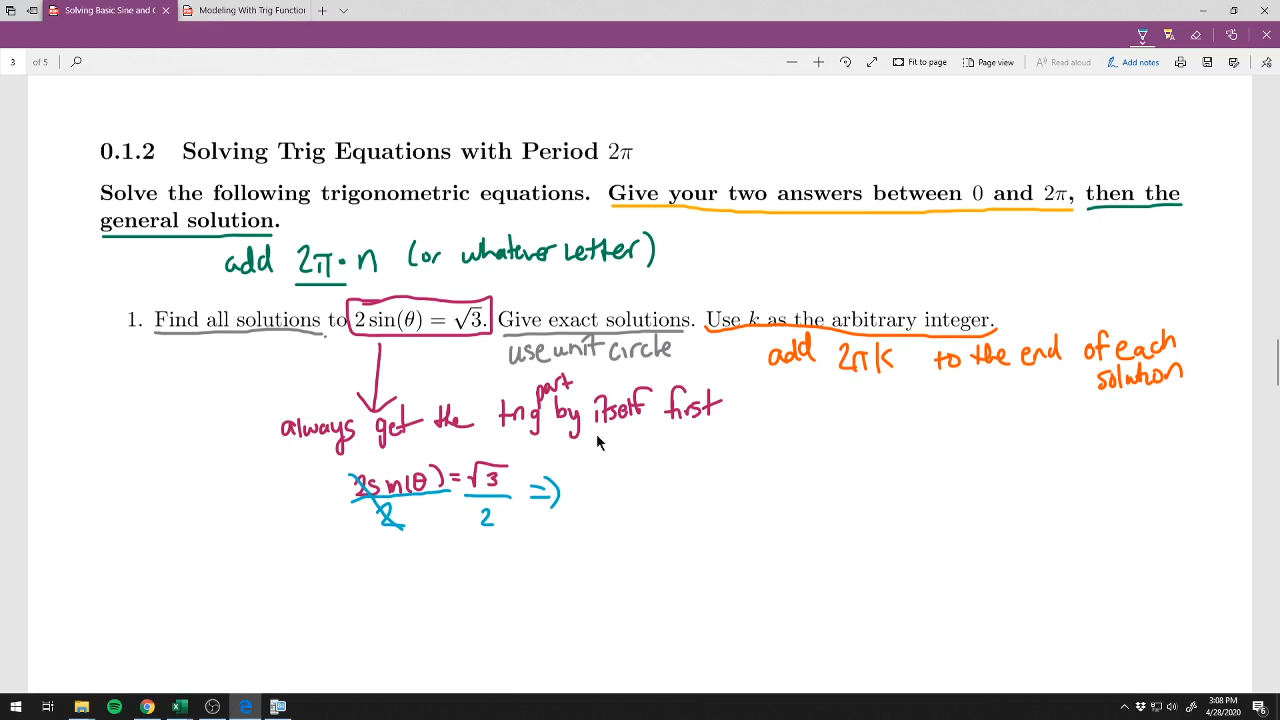 Solving Basic Sine and C
Modeling With Trig Function
3 of 5
Fit to page
Page view
Read aloud
Add notes
0.1.2 Solving Trig Equations with Period 2π
Solve the following trigonometric equations. Give your two answers between 0 and 2π, then the
general solution.
add 2π·n (or whatever letter)
1. Find all solutions to 2 sin(θ) = √3. Give exact solutions. Use k as the arbitrary integer.
use unit circle
add 2πk to the end of each
solution
always get the trig part by itself first
2sin(θ) = √3 ⇒
2 2
3:08 PM
4/28/2020